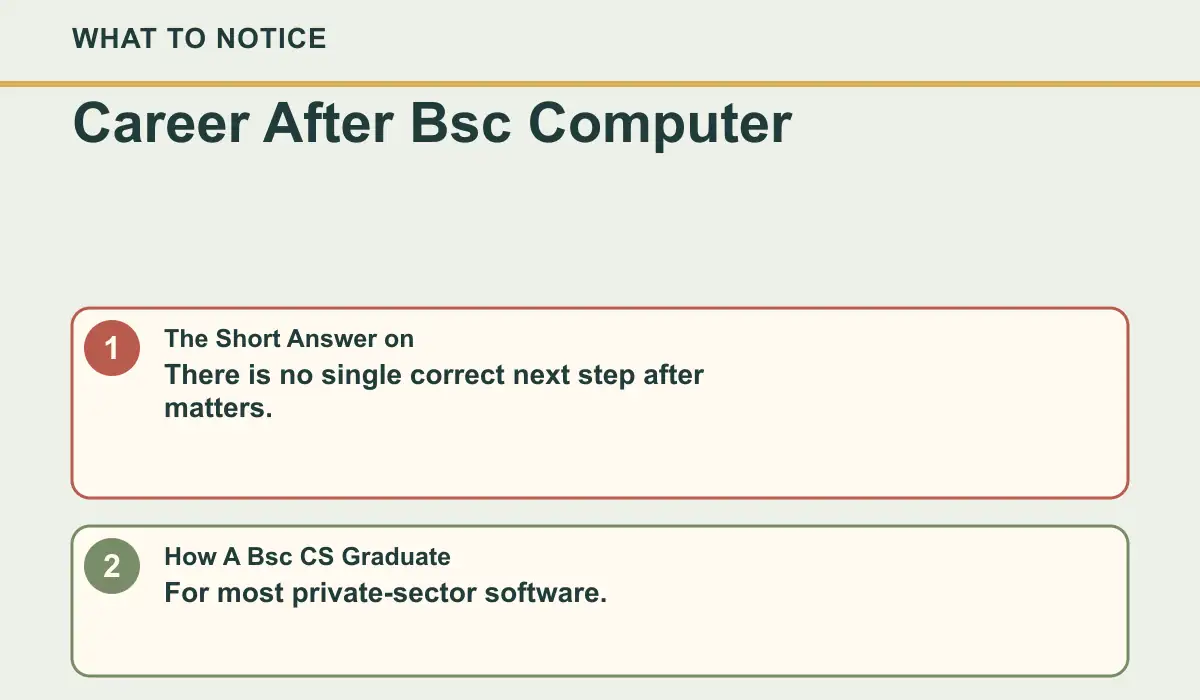 WHAT TO NOTICE
Career After Bsc Computer
1
The Short Answer on
There is no single correct next step after
matters.
2
How A Bsc CS Graduate
For most private-sector software.